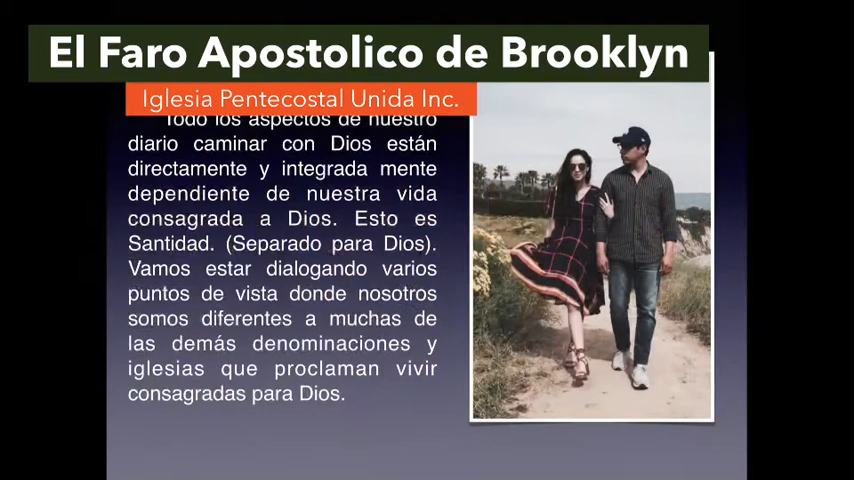 El Faro Apostolico de Brooklyn
Iglesia Pentecostal Unida Inc.
Todo los aspectos de nuestro
diario caminar con Dios están
directamente y integrada mente
dependiente de nuestra vida
consagrada a Dios. Esto es
Santidad. (Separado para Dios).
Vamos estar dialogando varios
puntos de vista donde nosotros
somos diferentes a muchas de
las demás denominaciones y
iglesias que proclaman vivir
consagradas para Dios.